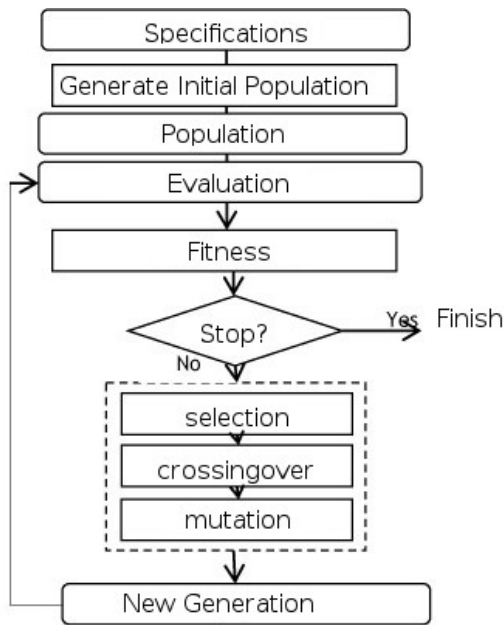 Specifications
Generate Initial Population
Population
Evaluation
Fitness
Stop?
Yes
Finish
No
selection
crossingover
mutation
New Generation